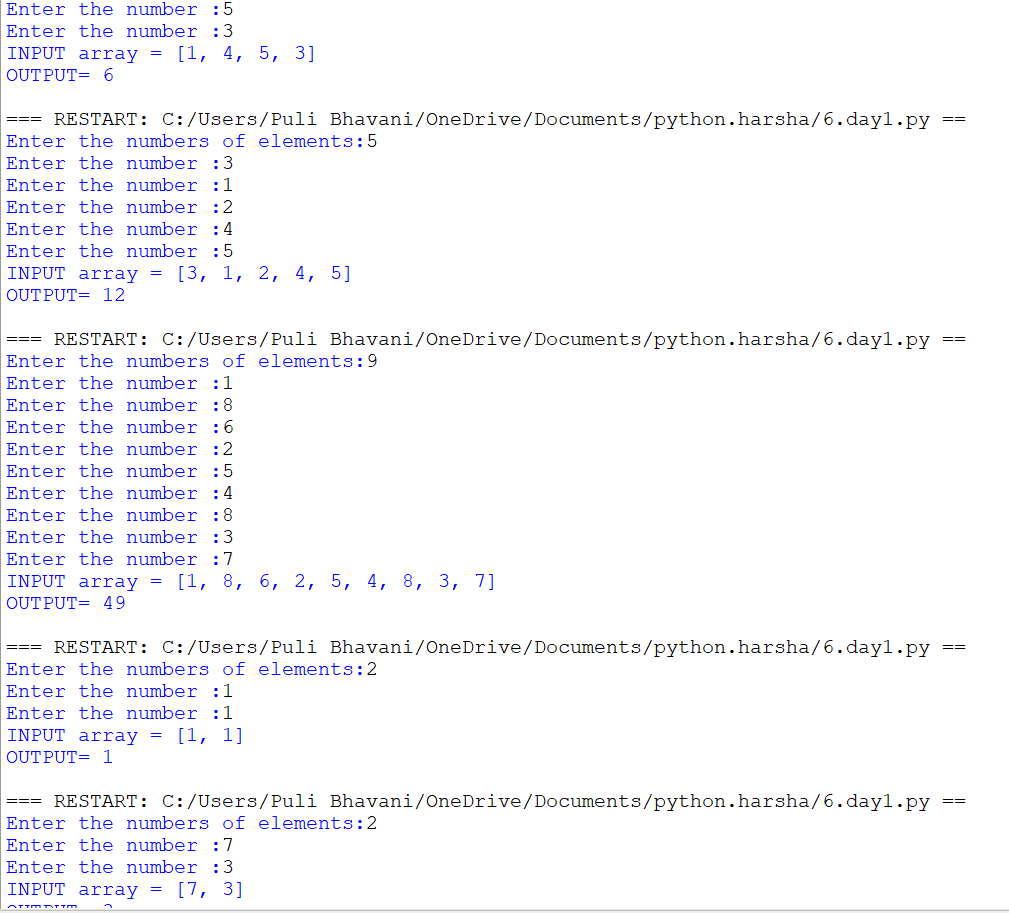 Enter the number :5
Enter the number :3
INPUT array = [1, 4, 5, 3]
OUTPUT= 6
=== RESTART: C:/Users/Puli Bhavani/OneDrive/Documents/python.harsha/6.day1.py ==
Enter the numbers of elements:5
Enter the number :3
Enter the number :1
Enter the number :2
Enter the number :4
Enter the number :5
INPUT array = [3, 1, 2, 4, 5]
OUTPUT= 12
=== RESTART: C:/Users/Puli Bhavani/OneDrive/Documents/python.harsha/6.day1.py ==
Enter the numbers of elements:9
Enter the number :1
Enter the number :8
Enter the number :6
Enter the number :2
Enter the number :5
Enter the number :4
Enter the number :8
Enter the number :3
Enter the number :7
INPUT array = [1, 8, 6, 2, 5, 4, 8, 3, 7]
OUTPUT= 49
=== RESTART: C:/Users/Puli Bhavani/OneDrive/Documents/python.harsha/6.day1.py ==
Enter the numbers of elements:2
Enter the number :1
Enter the number :1
INPUT array = [1, 1]
OUTPUT= 1
=== RESTART: C:/Users/Puli Bhavani/OneDrive/Documents/python.harsha/6.day1.py ==
Enter the numbers of elements:2
Enter the number :7
Enter the number :3
INPUT array = [7, 3]
OUTPUT=